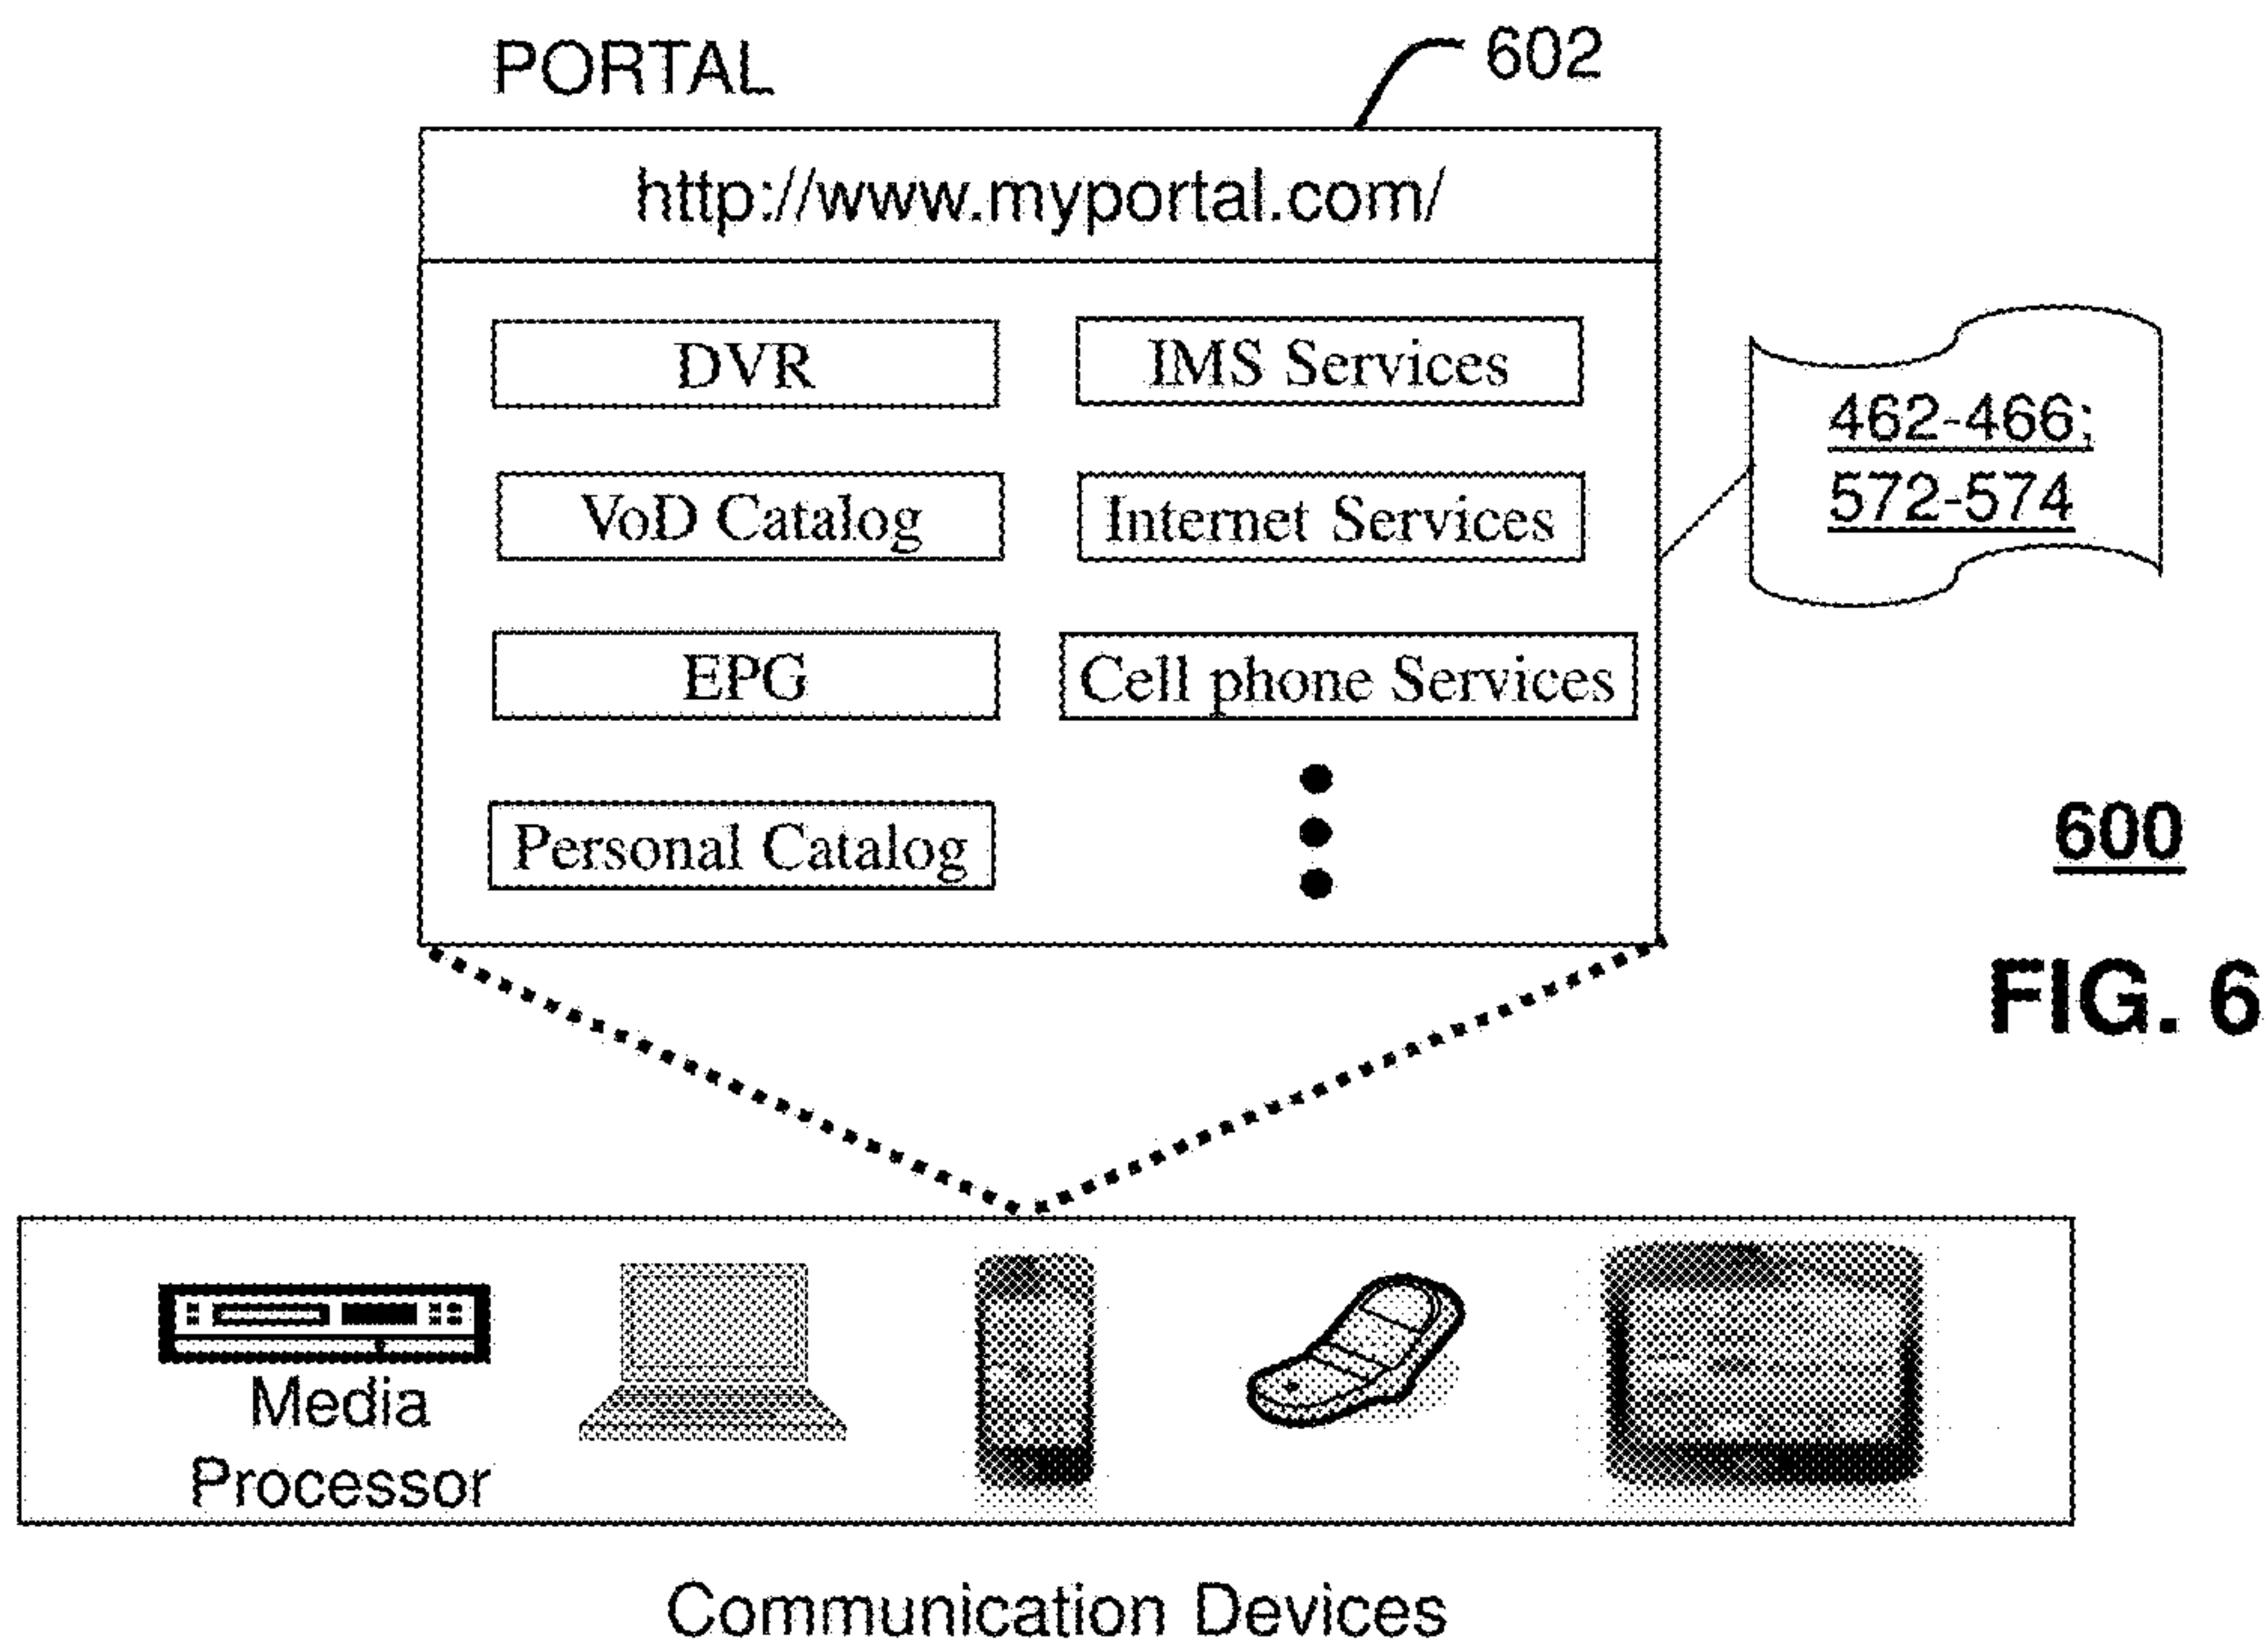 PORTAL
602
http://www.myportal.com/
DVR
IMS Services
462-466;
572-574
VoD Catalog
Internet Services
EPG
Cell phone Services
Personal Catalog
600
FIG. 6
Media
Processor
Communication Devices